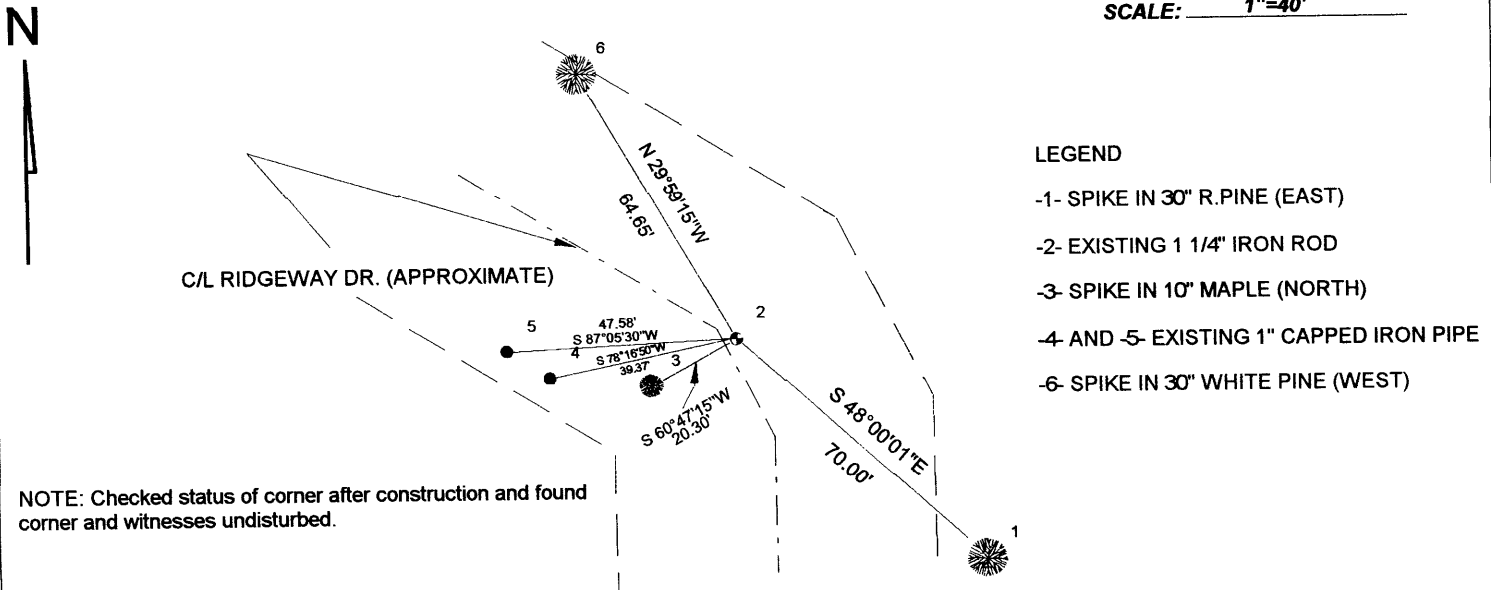 N
SCALE: 1"=40'
6
N 29°59'15"W
64.65'
C/L RIDGEWAY DR. (APPROXIMATE)
2
5
47.58'
S 87°05'30"W
4
S 78°16'50"W
39.37'
3
S 60°47'15"W
20.30'
S 48°00'01"E
70.00'
1
LEGEND
-1- SPIKE IN 30" R.PINE (EAST)
-2- EXISTING 1 1/4" IRON ROD
-3- SPIKE IN 10" MAPLE (NORTH)
-4- AND -5- EXISTING 1" CAPPED IRON PIPE
-6- SPIKE IN 30" WHITE PINE (WEST)
NOTE: Checked status of corner after construction and found
corner and witnesses undisturbed.